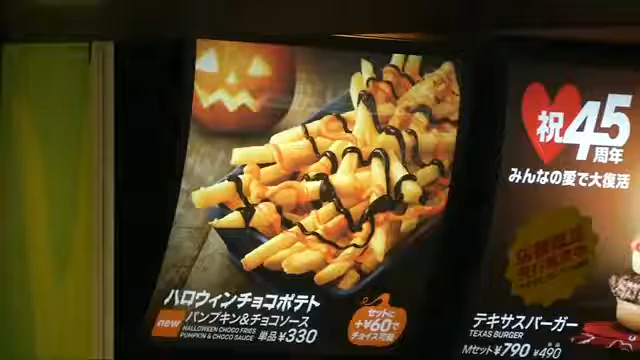 ハロウィンチョコポテト
new
パンプキン&チョコソース
HALLOWEEN CHOCO FRIES
PUMPKIN & CHOCO SAUCE
単品¥330
セットに
+¥60で
チョイス可能
祝45
周年
みんなの愛で大復活
テキサスバーガー
TEXAS BURGER
Mセット¥790 ¥490